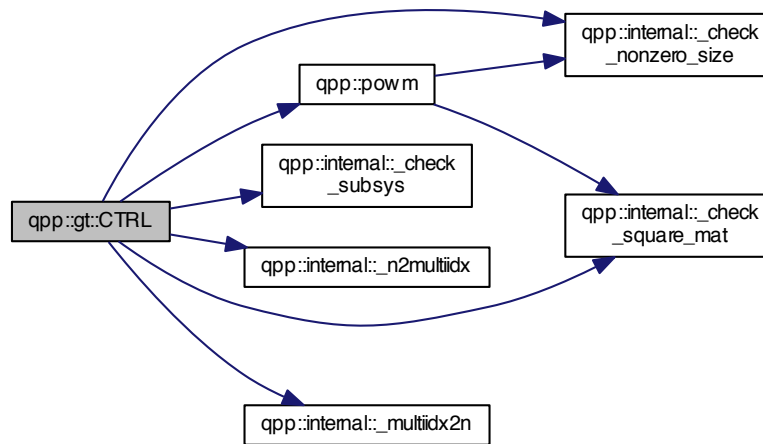 qpp::internal::_check
_nonzero_size
qpp::powm
qpp::internal::_check
_subsys
qpp::gt::CTRL
qpp::internal::_check
_square_mat
qpp::internal::_n2multiidx
qpp::internal::_multiidx2n